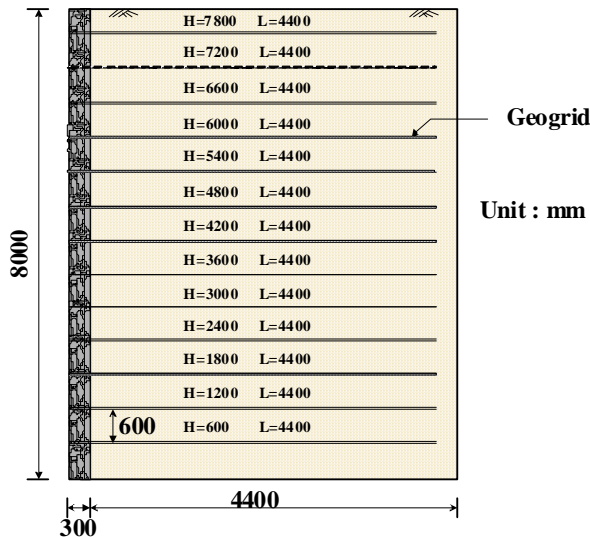 H=7800 L=4400
H=7200 L=4400
H=6600 L=4400
H=6000 L=4400
Geogrid
H=5400 L=4400
H=4800 L=4400
Unit : mm
H=4200 L=4400
8000
H=3600 L=4400
H=3000 L=4400
H=2400 L=4400
H=1800 L=4400
H=1200 L=4400
600
H=600 L=4400
4400
300